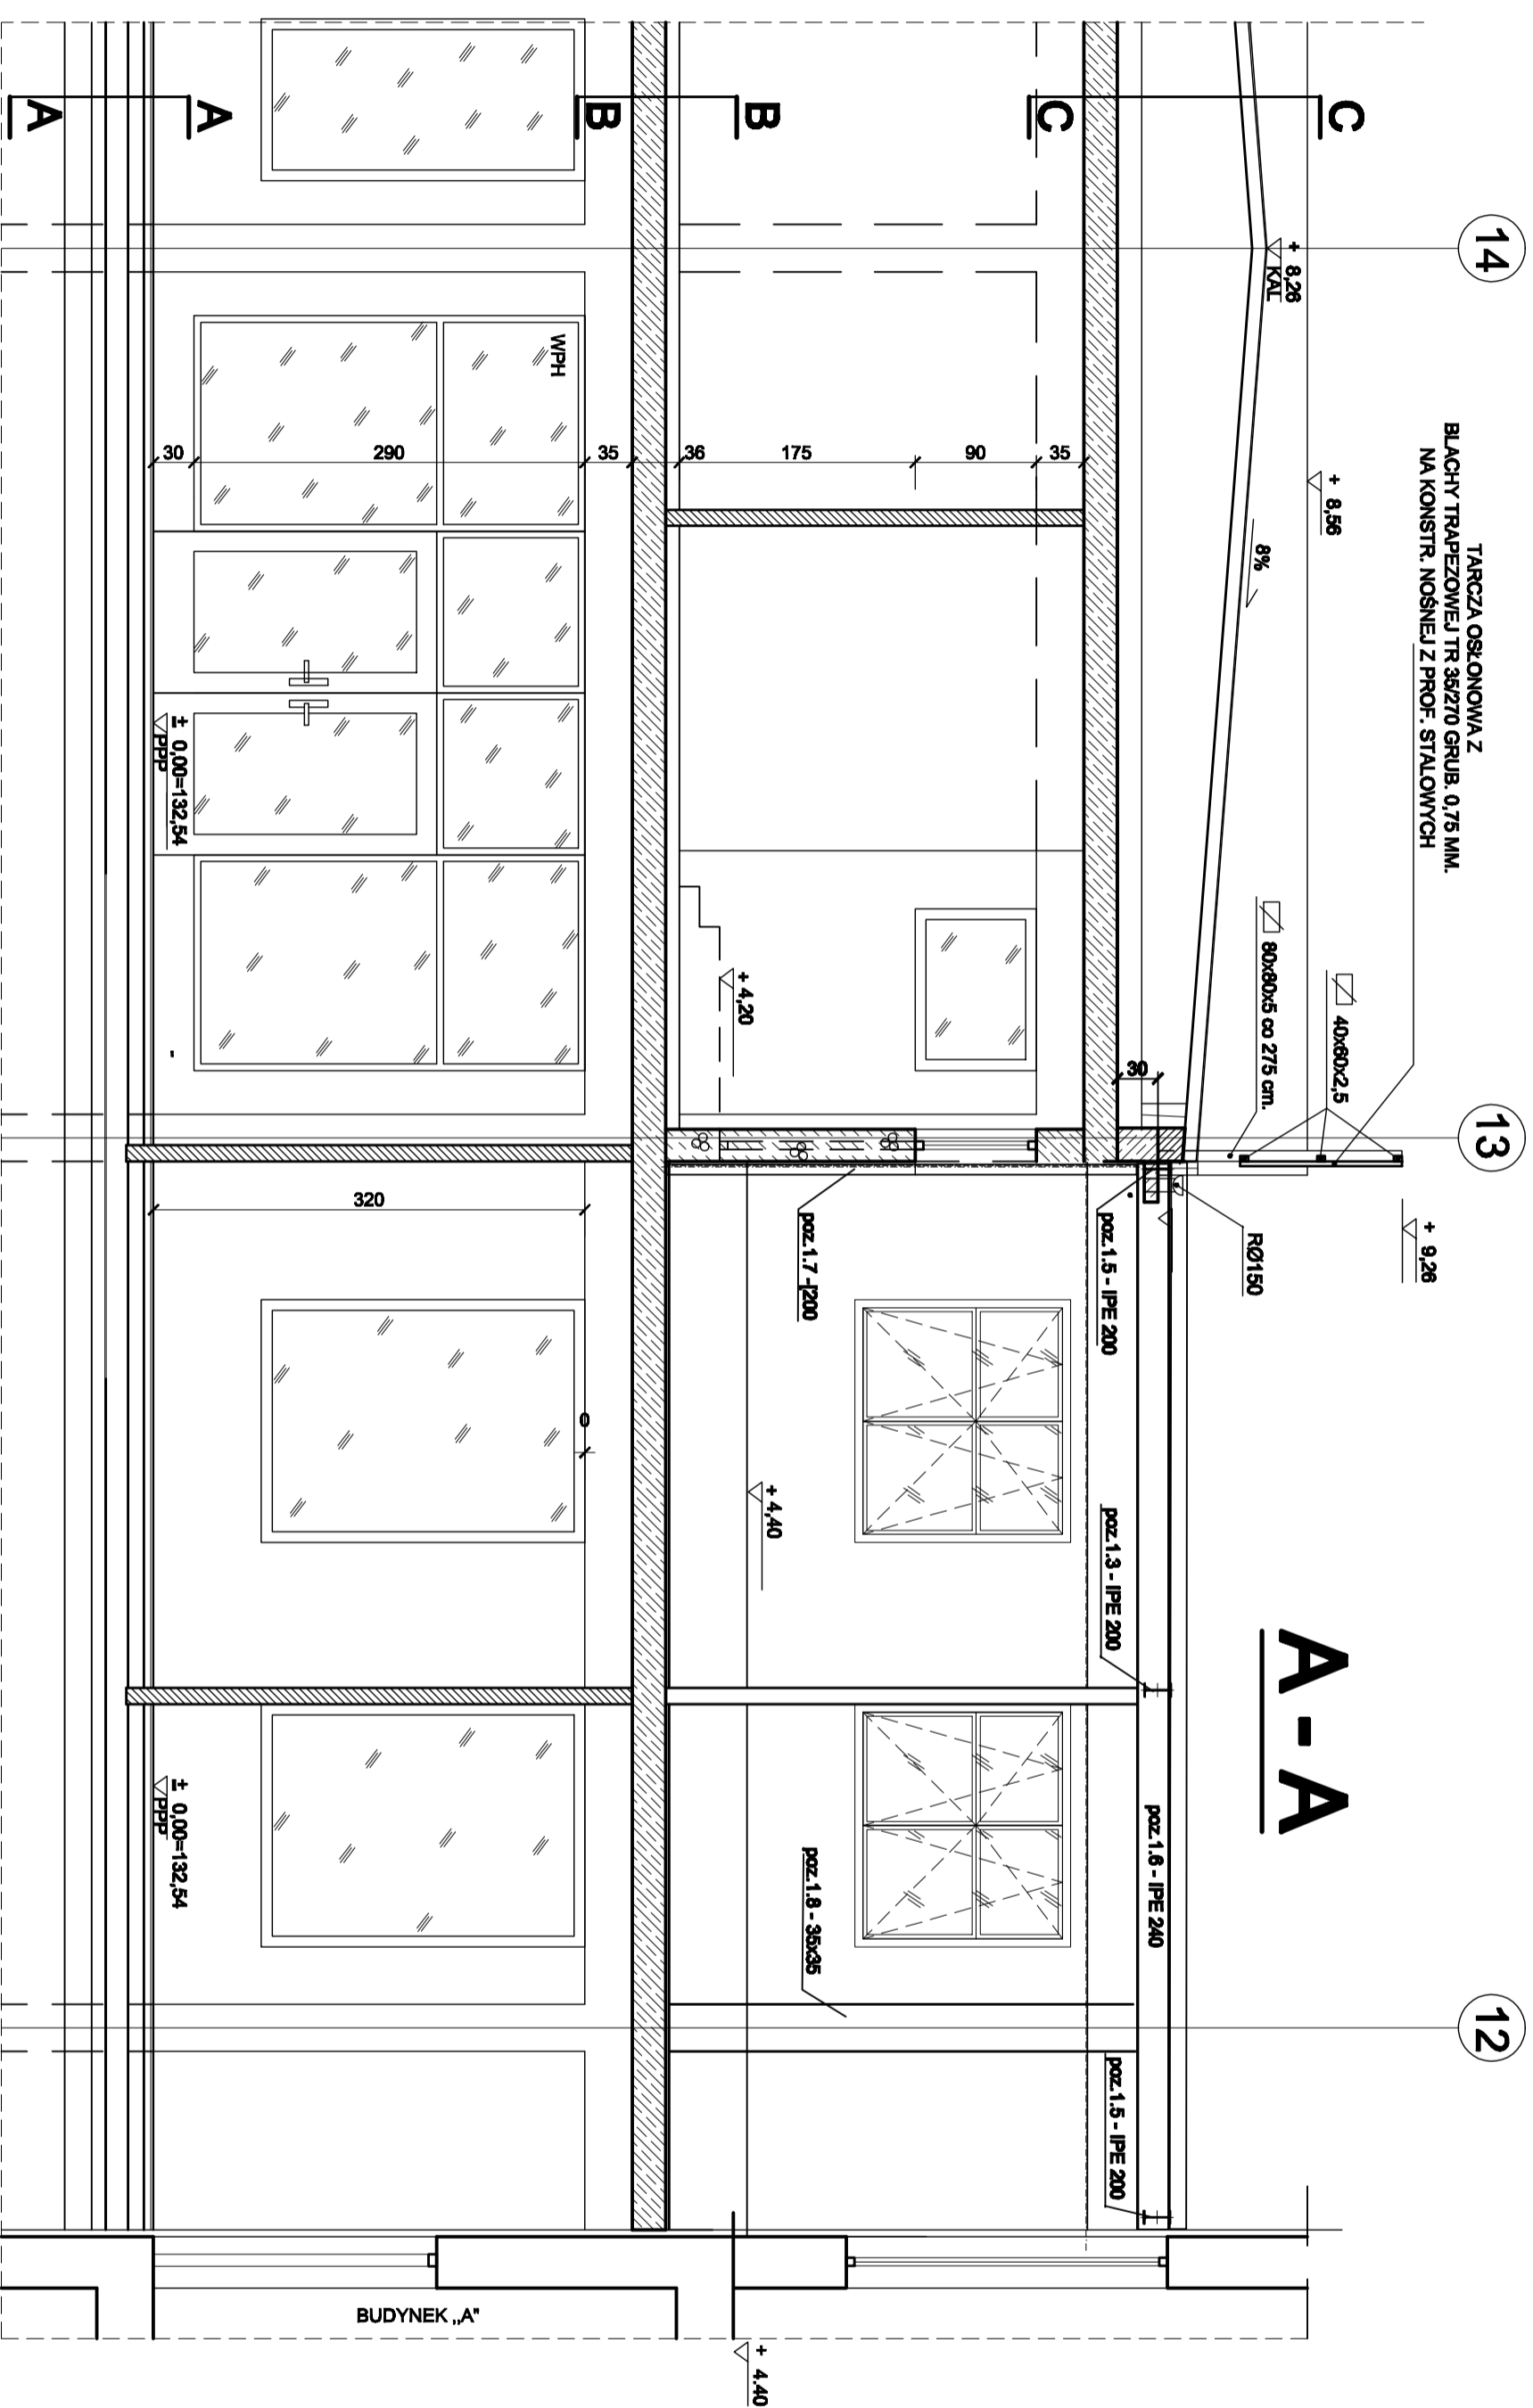 14
13
12
TARCZA OSŁONOWA Z
BLACHY TRAPEZOWEJ TR 35/270 GRUB. 0,75 MM.
NA KONSTR. NOŚNEJ Z PROF. STALOWYCH
+ 9,26
+ 8,56
+ 8,26
KAL
8%
40x60x2,5
80x80x5 co 275 cm.
RØ150
A - A
C
C
B
B
A
A
30
poz.1.5 - IPE 200
poz.1.3 - IPE 200
poz.1.6 - IPE 240
poz.1.5 - IPE 200
35
90
175
36
35
290
30
poz.1.7 -[200
poz.1.8 - 35x35
+ 4,20
+ 4,40
+ 4.40
WPH
0
320
± 0,00=132,54
PPP
± 0,00=132,54
PPP
BUDYNEK ,,A"